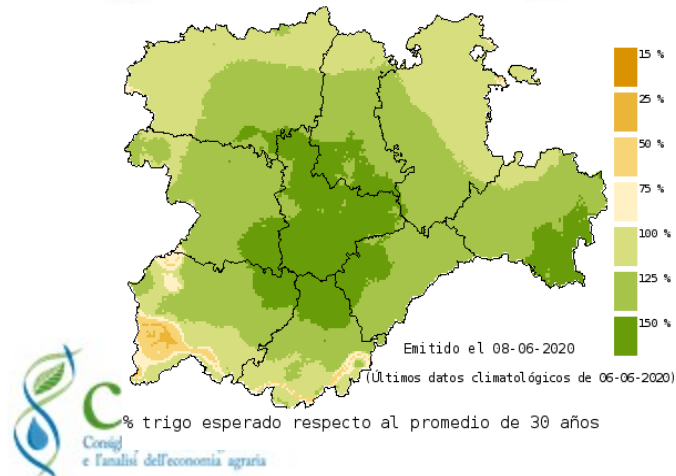 15 %
25 %
50 %
75 %
100 %
125 %
150 %
Emitido el 08-06-2020
(Últimos datos climatológicos de 06-06-2020)
C
% trigo esperado respecto al promedio de 30 años
Consigl
e l'analisi dell'economia agraria